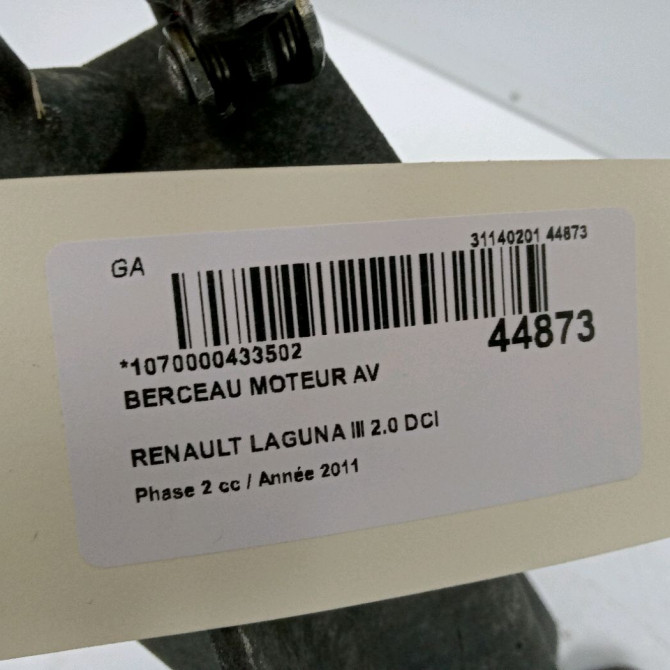 GA
31140201 44873
*1070000433502
44873
BERCEAU MOTEUR AV
RENAULT LAGUNA III 2.0 DCI
Phase 2 cc / Année 2011